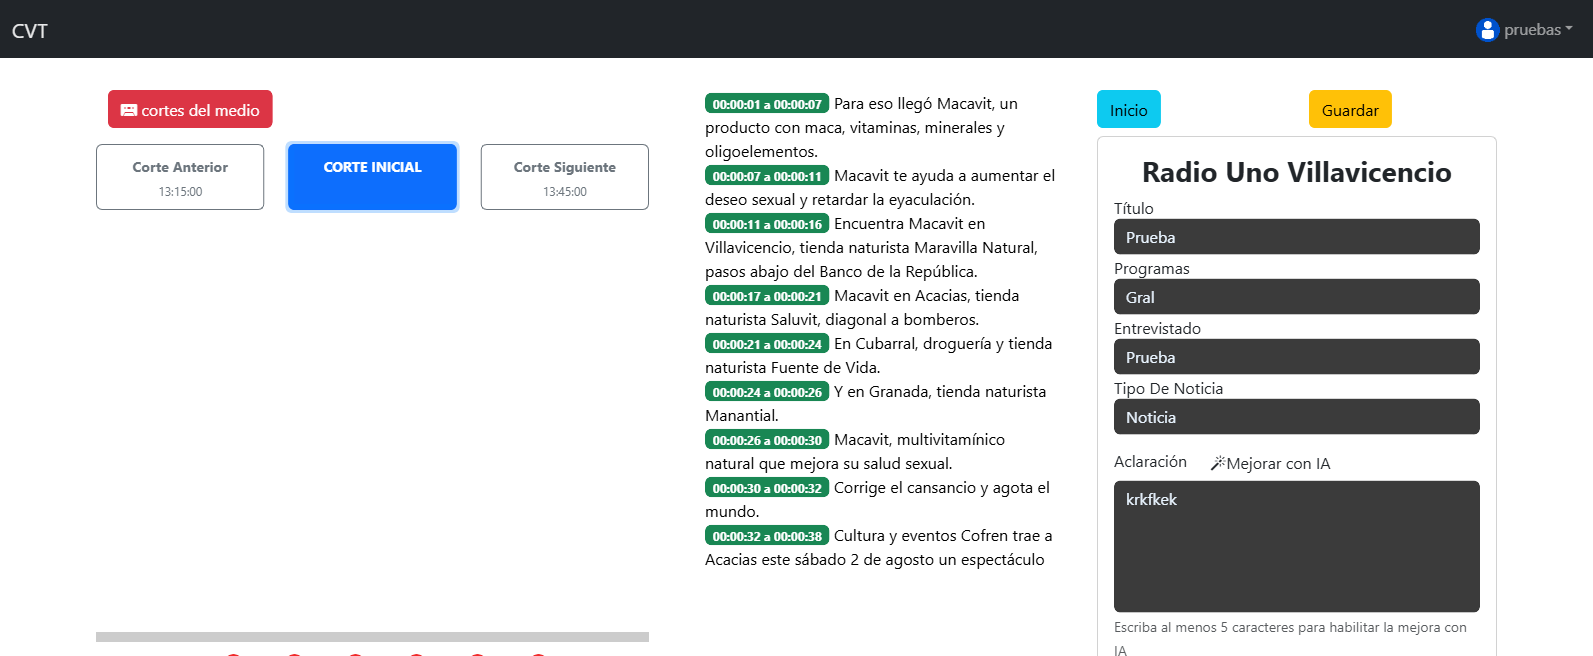 CVT
pruebas
cortes del medio
Corte Anterior
13:15:00
CORTE INICIAL
Corte Siguiente
13:45:00
00:00:01 a 00:00:07 Para eso llegó Macavit, un
producto con maca, vitaminas, minerales y
oligoelementos.
00:00:07 a 00:00:11 Macavit te ayuda a aumentar el
deseo sexual y retardar la eyaculación.
00:00:11 a 00:00:16 Encuentra Macavit en
Villavicencio, tienda naturista Maravilla Natural,
pasos abajo del Banco de la República.
00:00:17 a 00:00:21 Macavit en Acacias, tienda
naturista Saluvit, diagonal a bomberos.
00:00:21 a 00:00:24 En Cubarral, droguería y tienda
naturista Fuente de Vida.
00:00:24 a 00:00:26 Y en Granada, tienda naturista
Manantial.
00:00:26 a 00:00:30 Macavit, multivitamínico
natural que mejora su salud sexual.
00:00:30 a 00:00:32 Corrige el cansancio y agota el
mundo.
00:00:32 a 00:00:38 Cultura y eventos Cofren trae a
Acacias este sábado 2 de agosto un espectáculo
Inicio
Guardar
Radio Uno Villavicencio
Título
Prueba
Programas
Gral
Entrevistado
Prueba
Tipo De Noticia
Noticia
Aclaración
Mejorar con IA
krkfkek
Escriba al menos 5 caracteres para habilitar la mejora con
IA